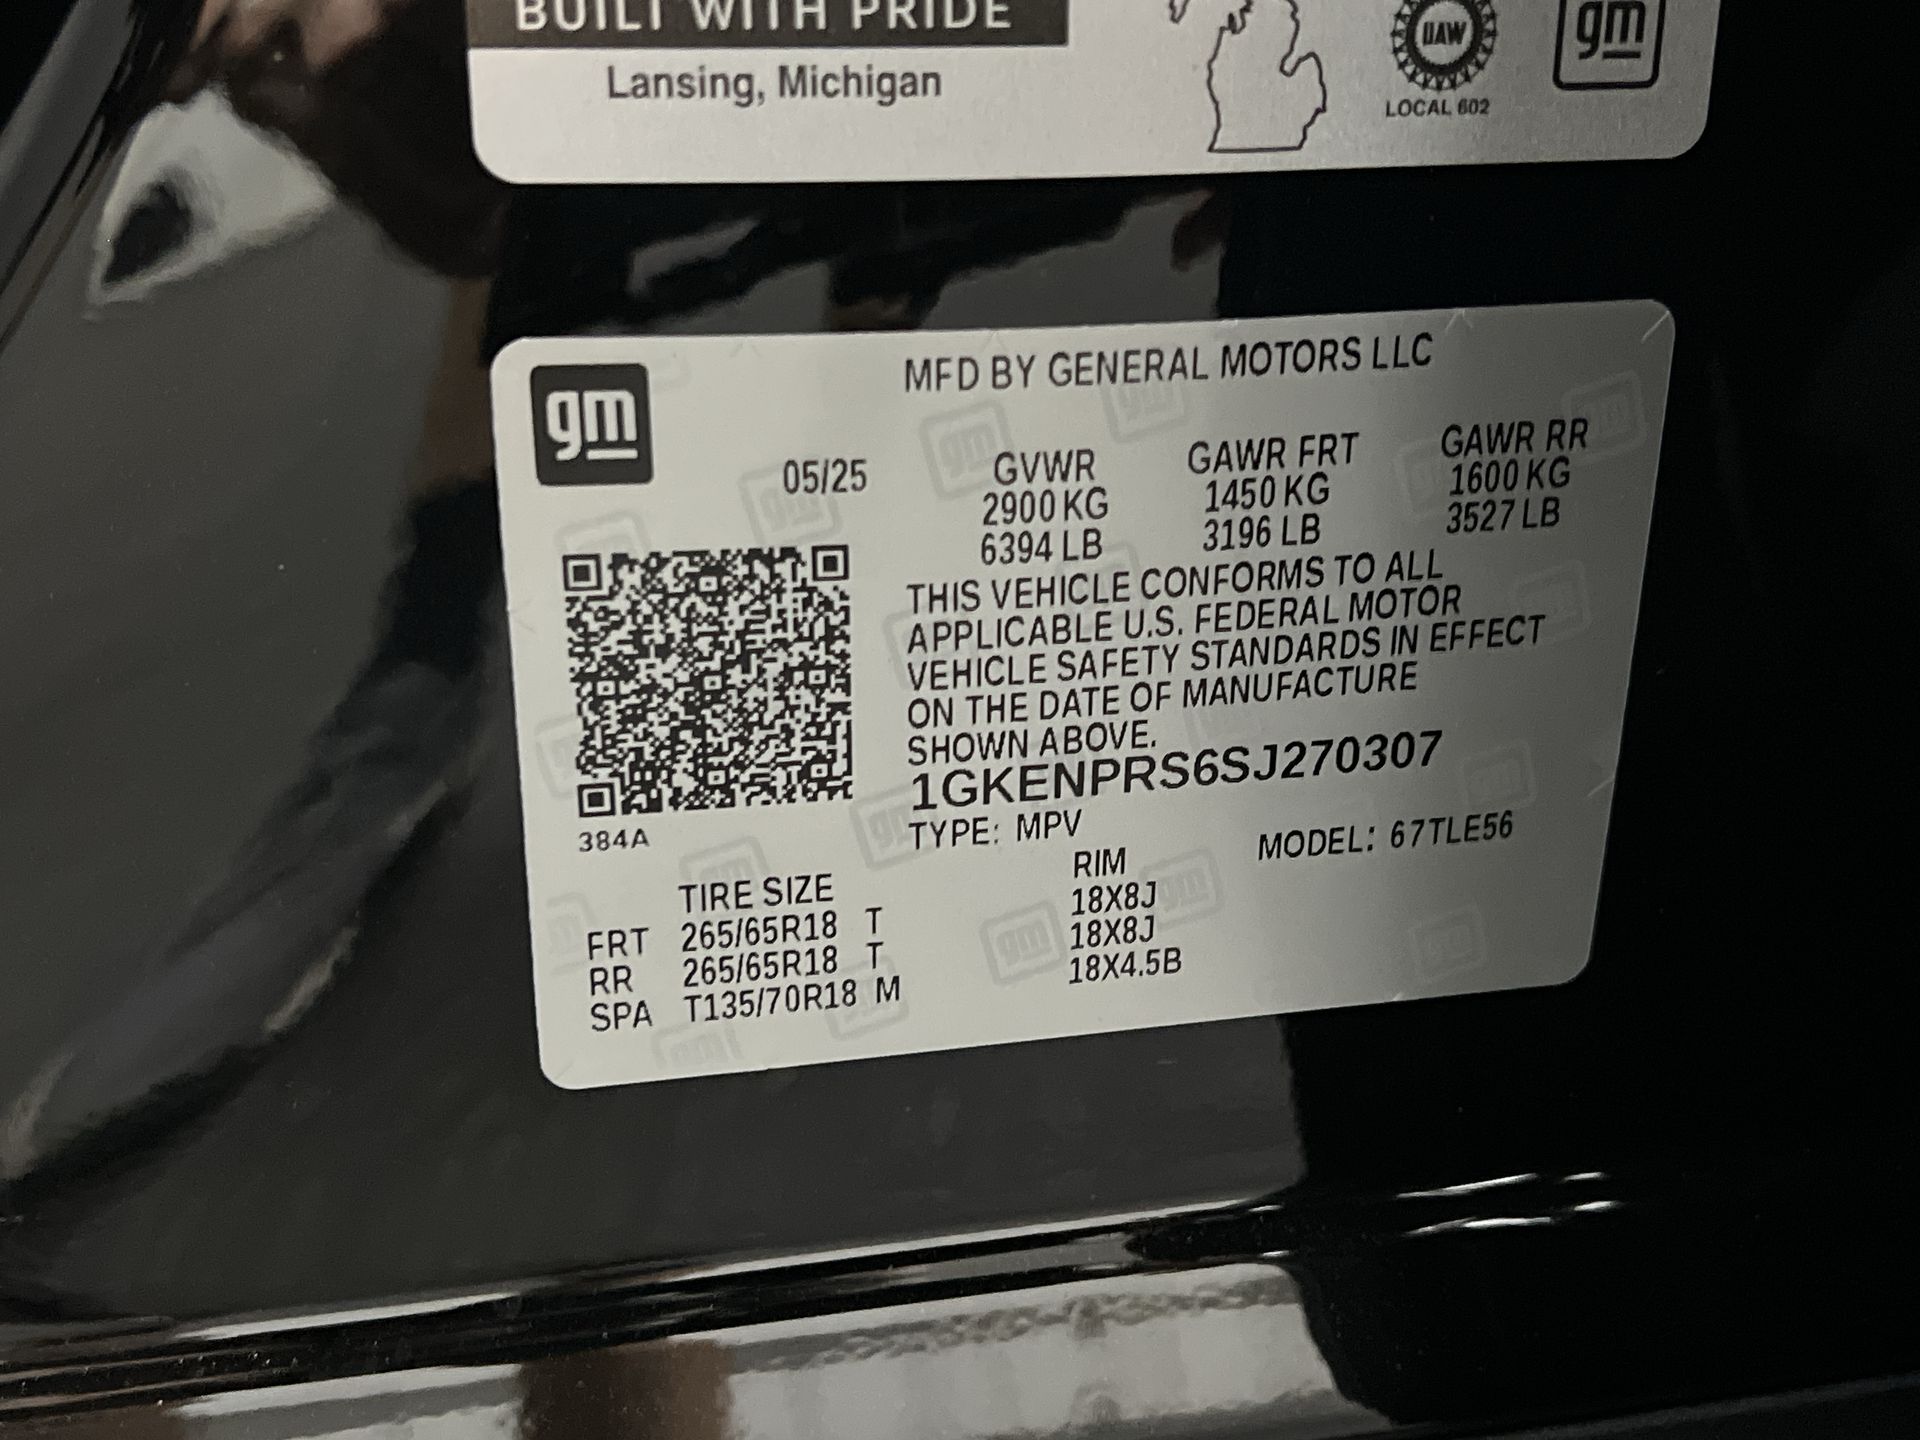 BUILT WITH PRIDE
Lansing, Michigan
UAW
LOCAL 602
gm
gm
MFD BY GENERAL MOTORS LLC
05/25
GVWR GAWR FRT GAWR RR
2900 KG 1450 KG 1600 KG
6394 LB 3196 LB 3527 LB
THIS VEHICLE CONFORMS TO ALL
APPLICABLE U.S. FEDERAL MOTOR
VEHICLE SAFETY STANDARDS IN EFFECT
ON THE DATE OF MANUFACTURE
SHOWN ABOVE.
1GKENPRS6SJ270307
384A
TYPE: MPV MODEL: 67TLE56
TIRE SIZE RIM
FRT 265/65R18 T 18X8J
RR 265/65R18 T 18X8J
SPA T135/70R18 M 18X4.5B